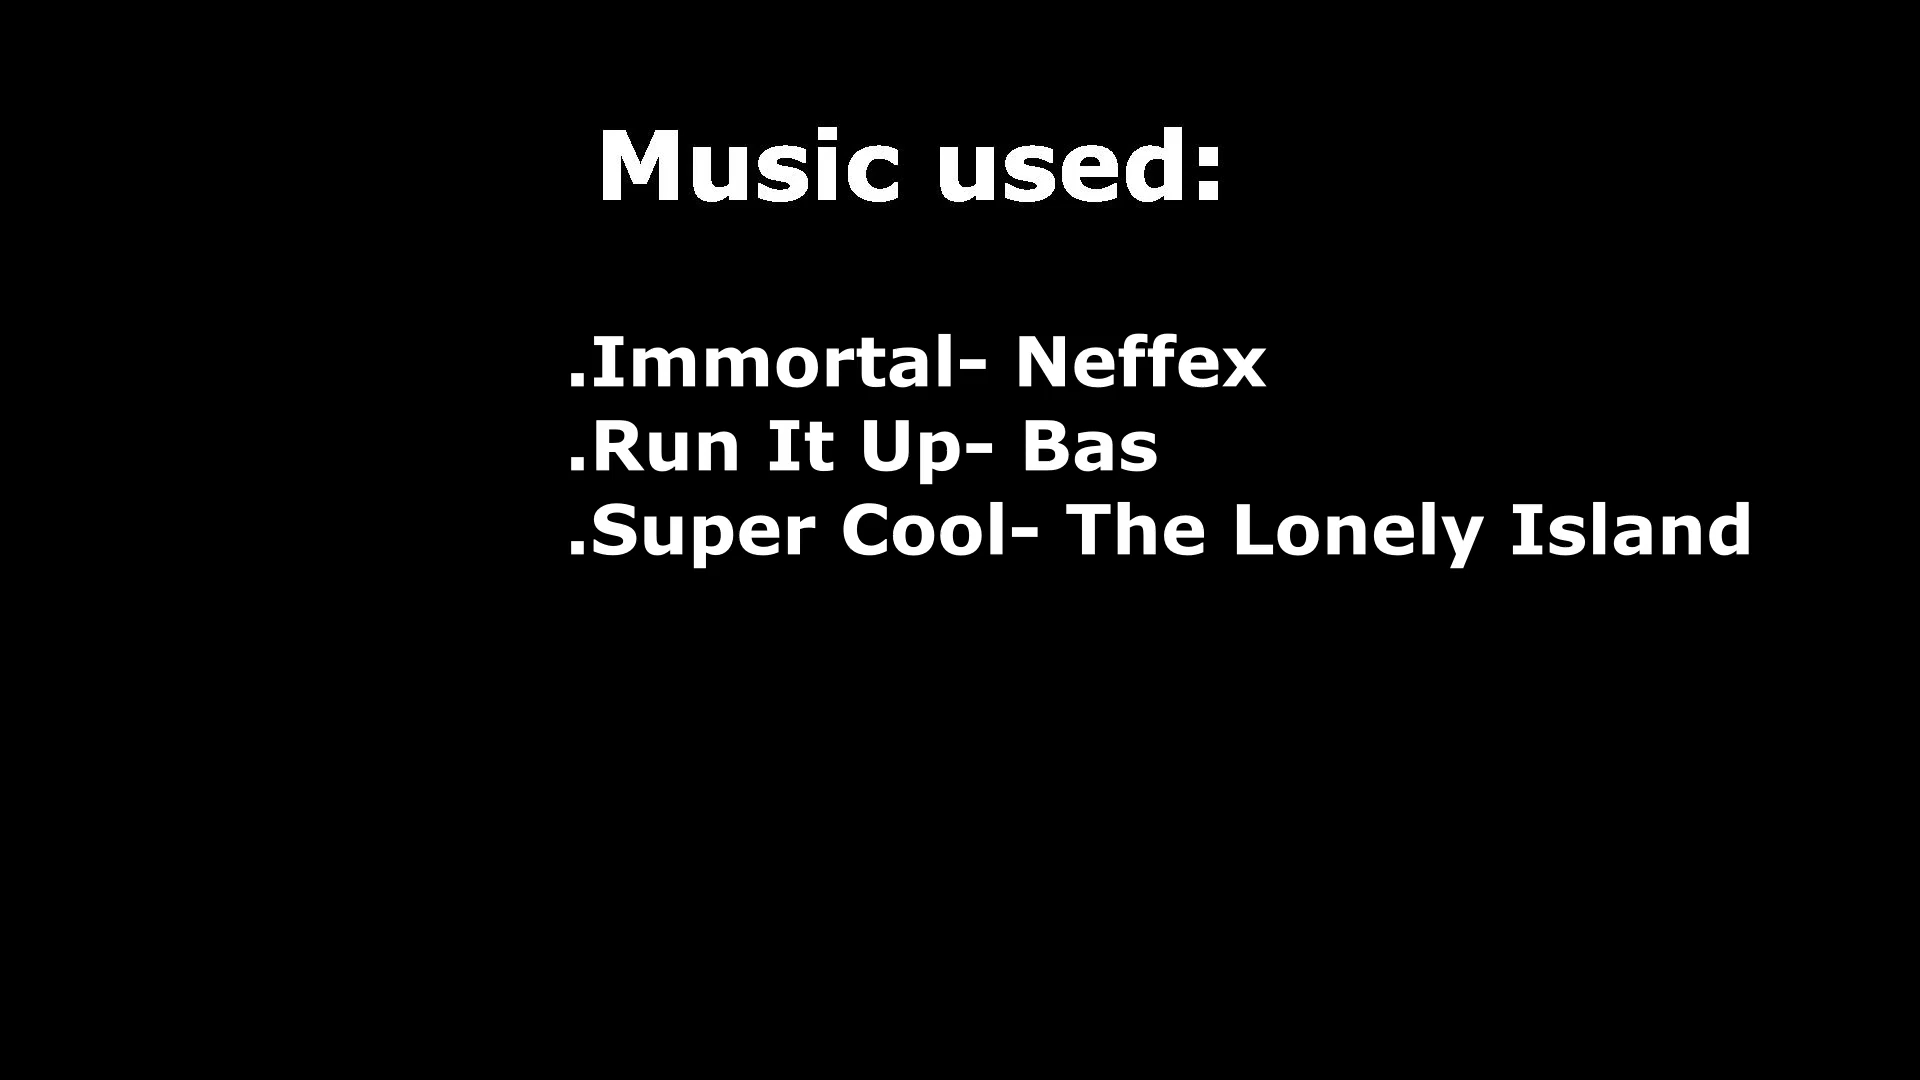 Music used:
.Immortal- Neffex
.Run It Up- Bas
.Super Cool- The Lonely Island